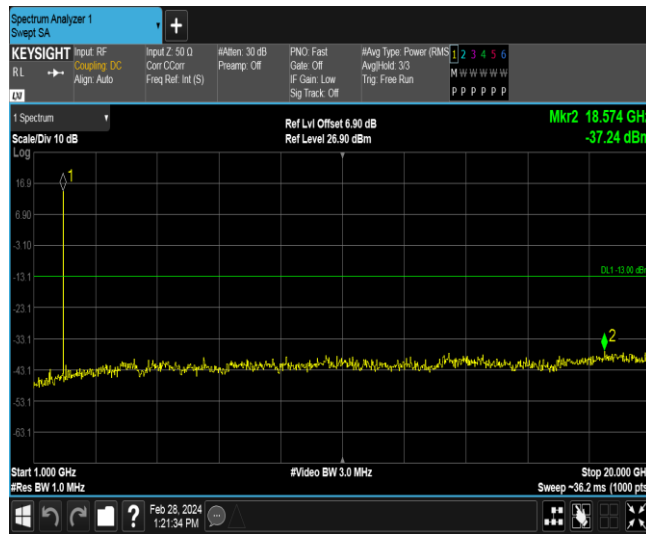 Spectrum Analyzer 1
Swept SA
+
KEYSIGHT
RL
LXI
Input: RF
Coupling: DC
Align: Auto
Input Z: 50 Ω
Corr CCorr
Freq Ref: Int (S)
#Atten: 30 dB
Preamp: Off
PNO: Fast
Gate: Off
IF Gain: Low
Sig Track: Off
#Avg Type: Power (RMS
Avg|Hold: 3/3
Trig: Free Run
1 2 3 4 5 6
M W W W W W
P P P P P P
1 Spectrum
Scale/Div 10 dB
Log
Ref Lvl Offset 6.90 dB
Ref Level 26.90 dBm
Mkr2 18.574 GH
-37.24 dBm
1
16.9
6.90
-3.10
-13.1
DL1 -13.00 dBm
-23.1
-33.1
2
-43.1
-53.1
-63.1
Start 1.000 GHz
#Res BW 1.0 MHz
#Video BW 3.0 MHz
Stop 20.000 GH
Sweep ~36.2 ms (1000 pts
?
Feb 28, 2024
1:21:34 PM